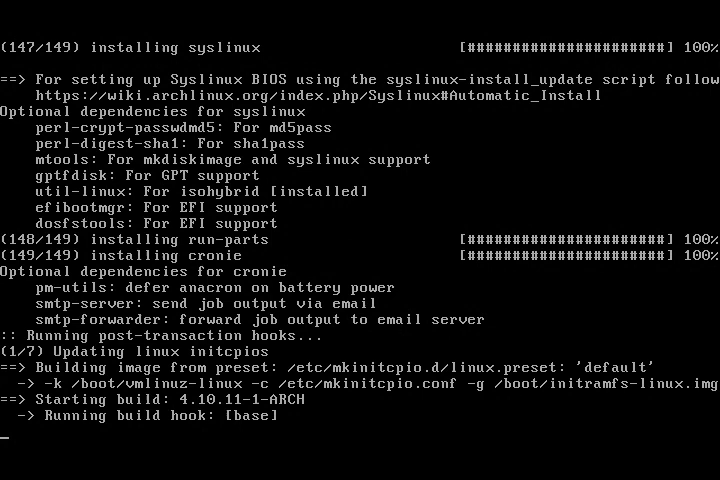 (147/149) installing syslinux                      [######################] 100%
==> For setting up Syslinux BIOS using the syslinux-install_update script follow
    https://wiki.archlinux.org/index.php/Syslinux#Automatic_Install
Optional dependencies for syslinux
    perl-crypt-passwdmd5: For md5pass
    perl-digest-sha1: For sha1pass
    mtools: For mkdiskimage and syslinux support
    gptfdisk: For GPT support
    util-linux: For isohybrid [installed]
    efibootmgr: For EFI support
    dosfstools: For EFI support
(148/149) installing run-parts                     [######################] 100%
(149/149) installing cronie                        [######################] 100%
Optional dependencies for cronie
    pm-utils: defer anacron on battery power
    smtp-server: send job output via email
    smtp-forwarder: forward job output to email server
:: Running post-transaction hooks...
(1/7) Updating linux initcpios
==> Building image from preset: /etc/mkinitcpio.d/linux.preset: 'default'
  -> -k /boot/vmlinuz-linux -c /etc/mkinitcpio.conf -g /boot/initramfs-linux.img
==> Starting build: 4.10.11-1-ARCH
  -> Running build hook: [base]